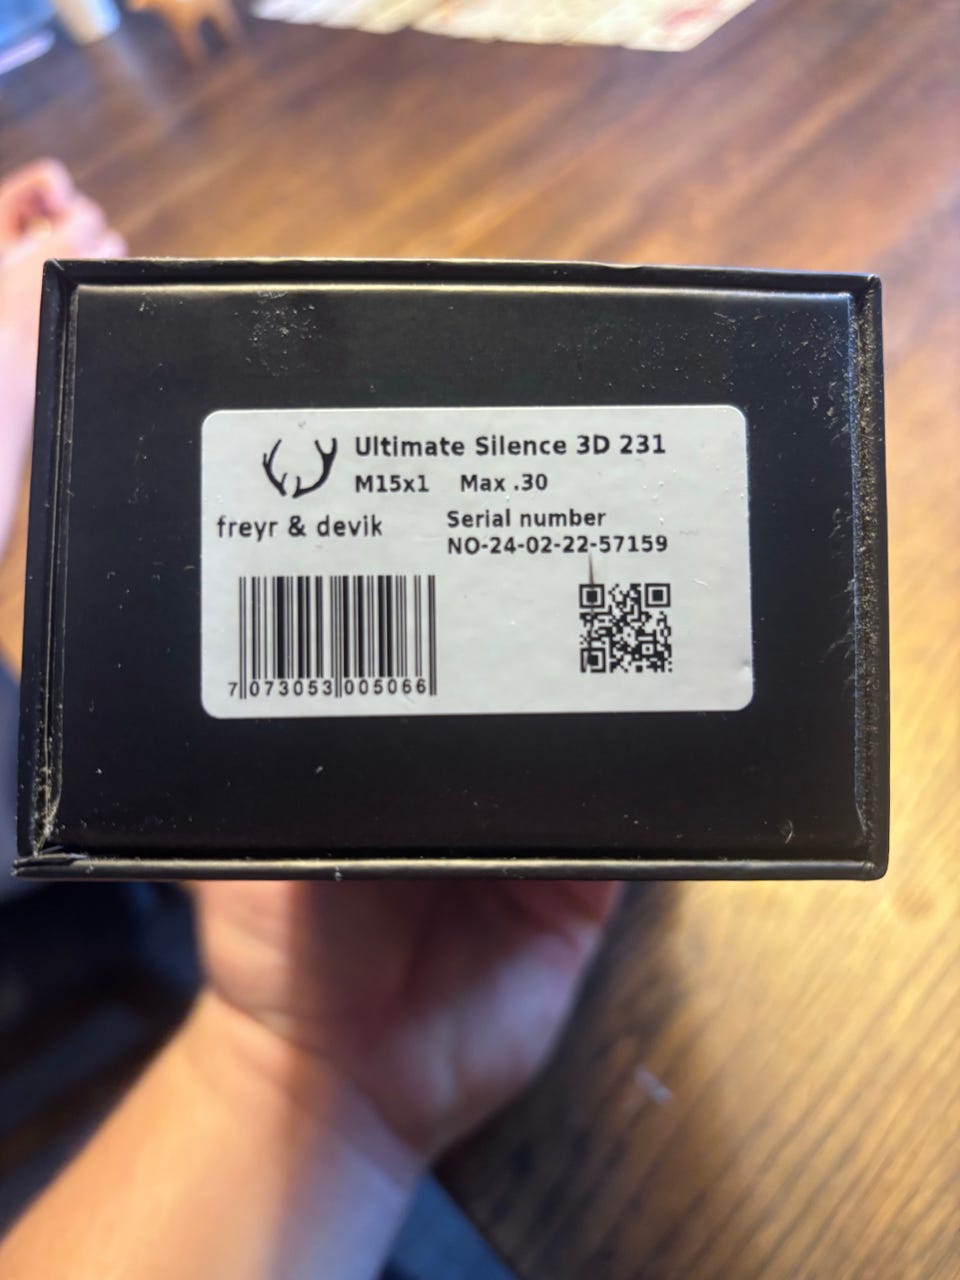 Ultimate Silence 3D 231
M15x1 Max .30
freyr & devik
Serial number
NO-24-02-22-57159
7 073053 005066